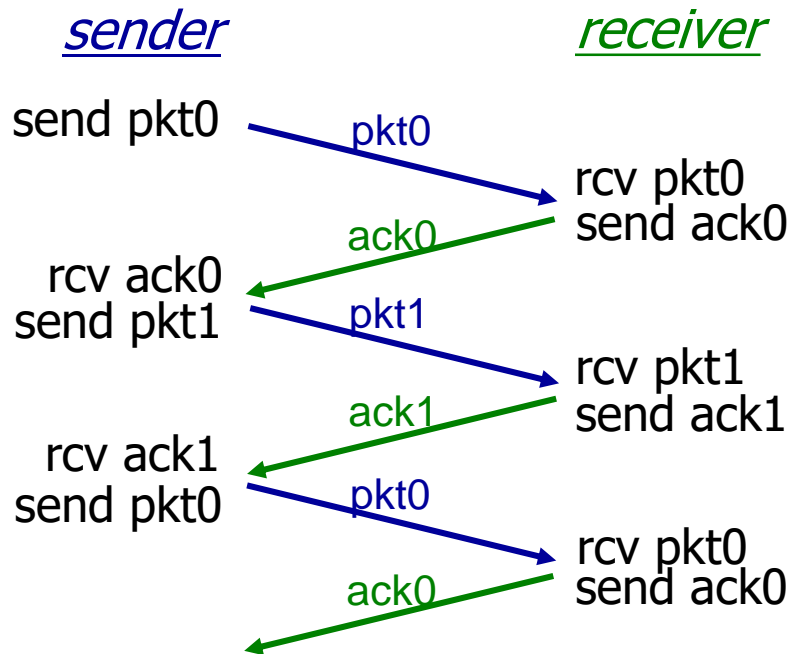 sender
receiver
send pkt0
pkt0
rcv pkt0
send ack0
ack0
rcv ack0
send pkt1
pkt1
rcv pkt1
send ack1
ack1
rcv ack1
send pkt0
pkt0
rcv pkt0
send ack0
ack0